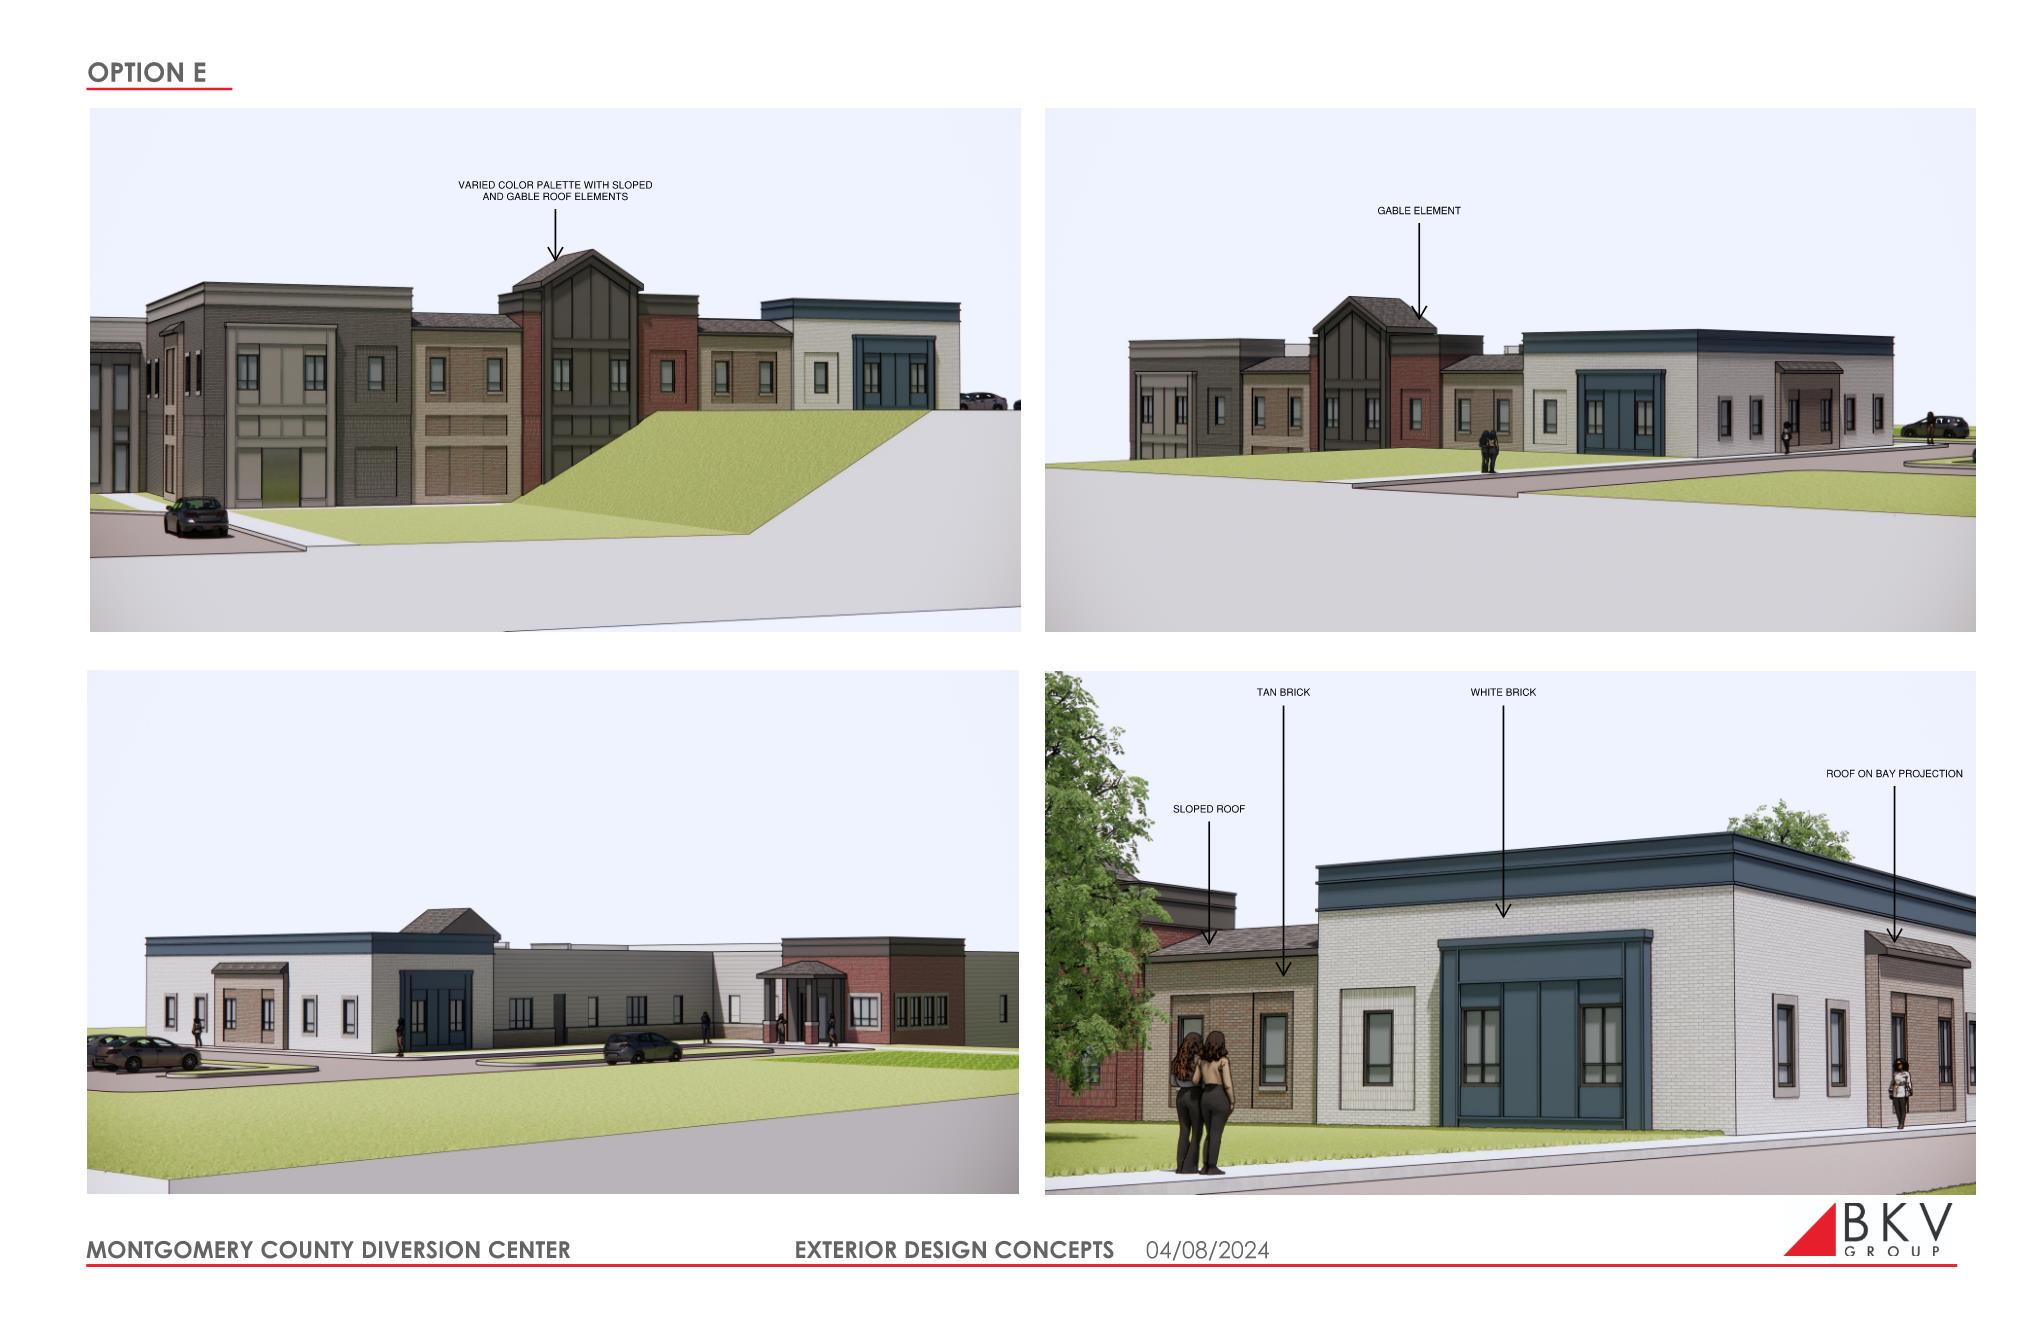 OPTION E
VARIED COLOR PALETTE WITH SLOPED
AND GABLE ROOF ELEMENTS
GABLE ELEMENT
TAN BRICK
WHITE BRICK
ROOF ON BAY PROJECTION
SLOPED ROOF
MONTGOMERY COUNTY DIVERSION CENTER
EXTERIOR DESIGN CONCEPTS 04/08/2024
BKV
GROUP